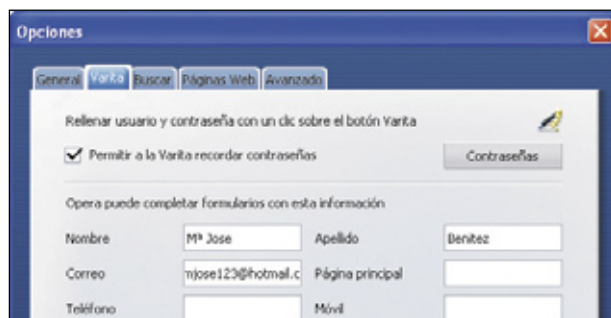 Opciones
General Varita Buscar Páginas Web Avanzado
Rellenar usuario y contraseña con un clic sobre el botón Varita
Permitir a la Varita recordar contraseñas Contraseñas
Opera puede completar formularios con esta información
Nombre Mª Jose Apellido Benitez
Correo mjose123@hotmail.c Página principal
Teléfono Móvil